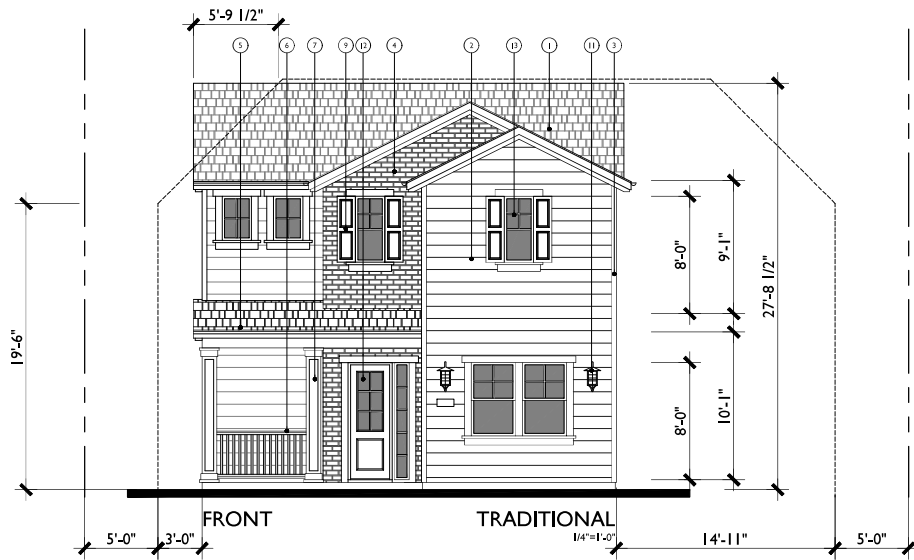 5'-9 1/2"
5 6 7 9 12 4 2 13 1 11 3
19'-6"
8'-0"
9'-1"
27'-8 1/2"
8'-0"
10'-1"
FRONT TRADITIONAL
1/4"=1'-0"
5'-0" 3'-0" 14'-11" 5'-0"